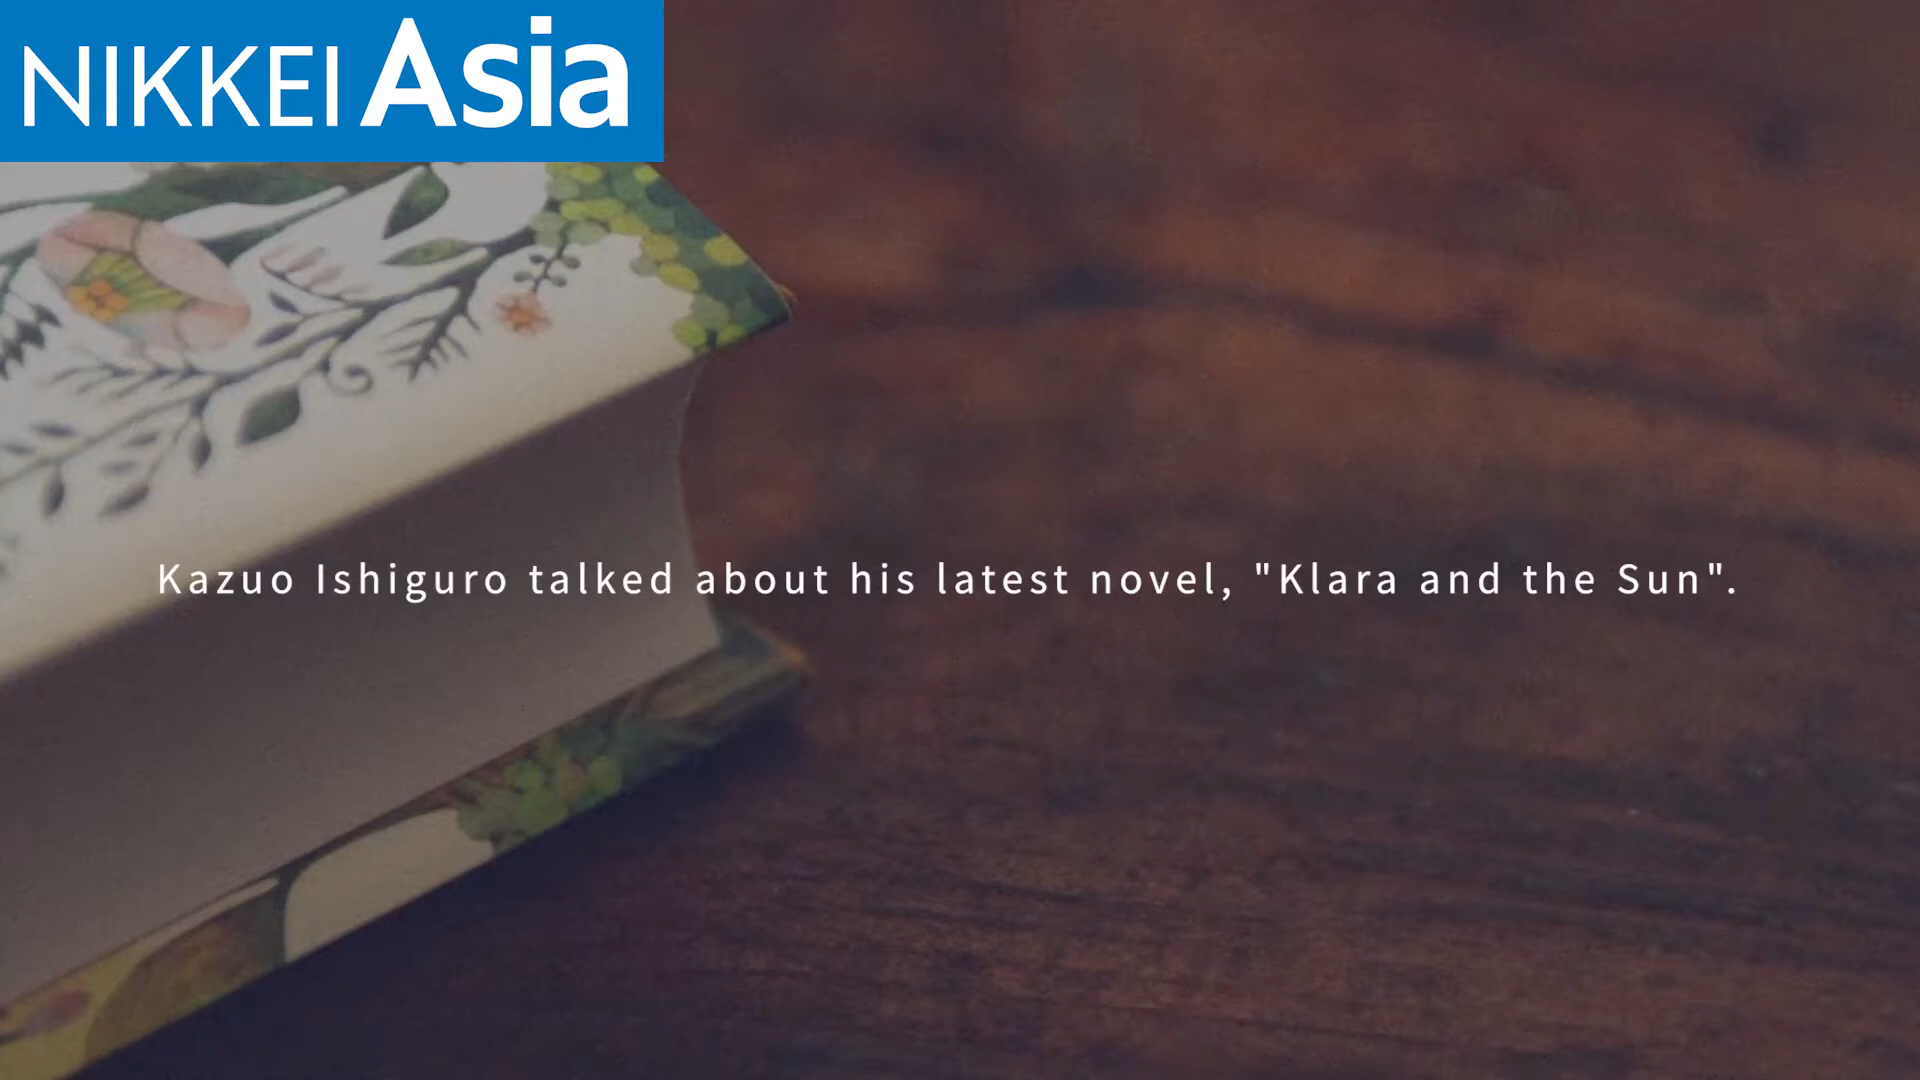 NIKKEI Asia
Kazuo Ishiguro talked about his latest novel, "Klara and the Sun".